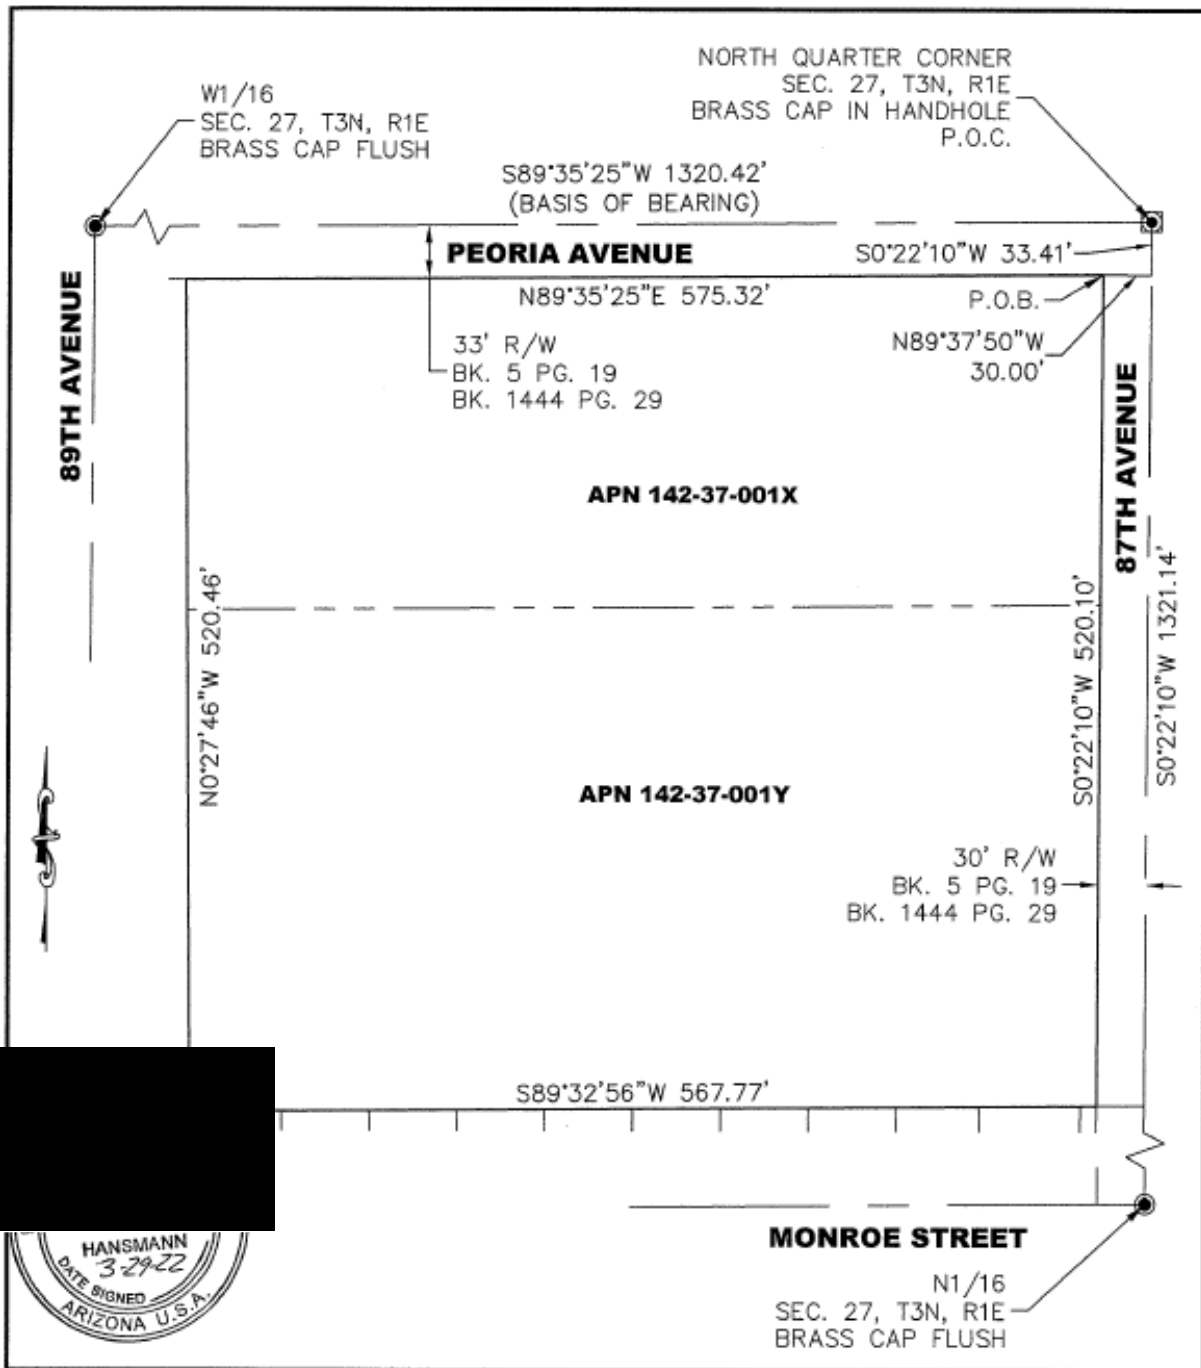 NORTH QUARTER CORNER
SEC. 27, T3N, R1E
BRASS CAP IN HANDHOLE
P.O.C.
W1/16
SEC. 27, T3N, R1E
BRASS CAP FLUSH
S89°35'25"W 1320.42'
(BASIS OF BEARING)
PEORIA AVENUE
S0°22'10"W 33.41'
N89°35'25"E 575.32'
P.O.B.
N89°37'50"W
30.00'
33' R/W
BK. 5 PG. 19
BK. 1444 PG. 29
89TH AVENUE
87TH AVENUE
APN 142-37-001X
N0°27'46"W 520.46'
S0°22'10"W 520.10'
S0°22'10"W 1321.14'
APN 142-37-001Y
30' R/W
BK. 5 PG. 19
BK. 1444 PG. 29
S89°32'56"W 567.77'
MONROE STREET
N1/16
SEC. 27, T3N, R1E
BRASS CAP FLUSH
HANSMANN
3-29-22
DATE SIGNED
ARIZONA U.S.A.